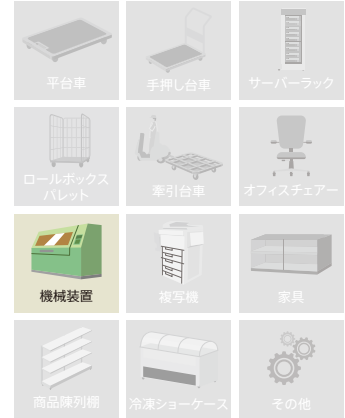 平台車
手押し台車
サーバーラック
ロールボックス
パレット
牽引台車
オフィスチェアー
機械装置
複写機
家具
商品陳列棚
冷凍ショーケース
その他